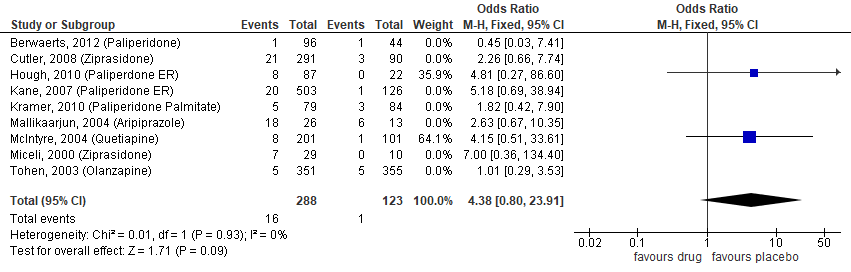 Odds Ratio Odds Ratio
Study or Subgroup Events Total Events Total Weight M-H, Fixed, 95% CI M-H, Fixed, 95% CI
Berwaerts, 2012 (Paliperidone) 1 96 1 44 0.0% 0.45 [0.03, 7.41]
Cutler, 2008 (Ziprasidone) 21 291 3 90 0.0% 2.26 [0.66, 7.74]
Hough, 2010 (Paliperdone ER) 8 87 0 22 35.9% 4.81 [0.27, 86.60]
Kane, 2007 (Paliperidone ER) 20 503 1 126 0.0% 5.18 [0.69, 38.94]
Kramer, 2010 (Paliperidone Palmitate) 5 79 3 84 0.0% 1.82 [0.42, 7.90]
Mallikaarjun, 2004 (Aripiprazole) 18 26 6 13 0.0% 2.63 [0.67, 10.35]
McIntyre, 2004 (Quetiapine) 8 201 1 101 64.1% 4.15 [0.51, 33.61]
Miceli, 2000 (Ziprasidone) 7 29 0 10 0.0% 7.00 [0.36, 134.40]
Tohen, 2003 (Olanzapine) 5 351 5 355 0.0% 1.01 [0.29, 3.53]
Total (95% CI) 288 123 100.0% 4.38 [0.80, 23.91]
Total events 16 1
Heterogeneity: Chi² = 0.01, df = 1 (P = 0.93); I² = 0%
Test for overall effect: Z = 1.71 (P = 0.09)
0.02 0.1 1 10 50
favours drug favours placebo